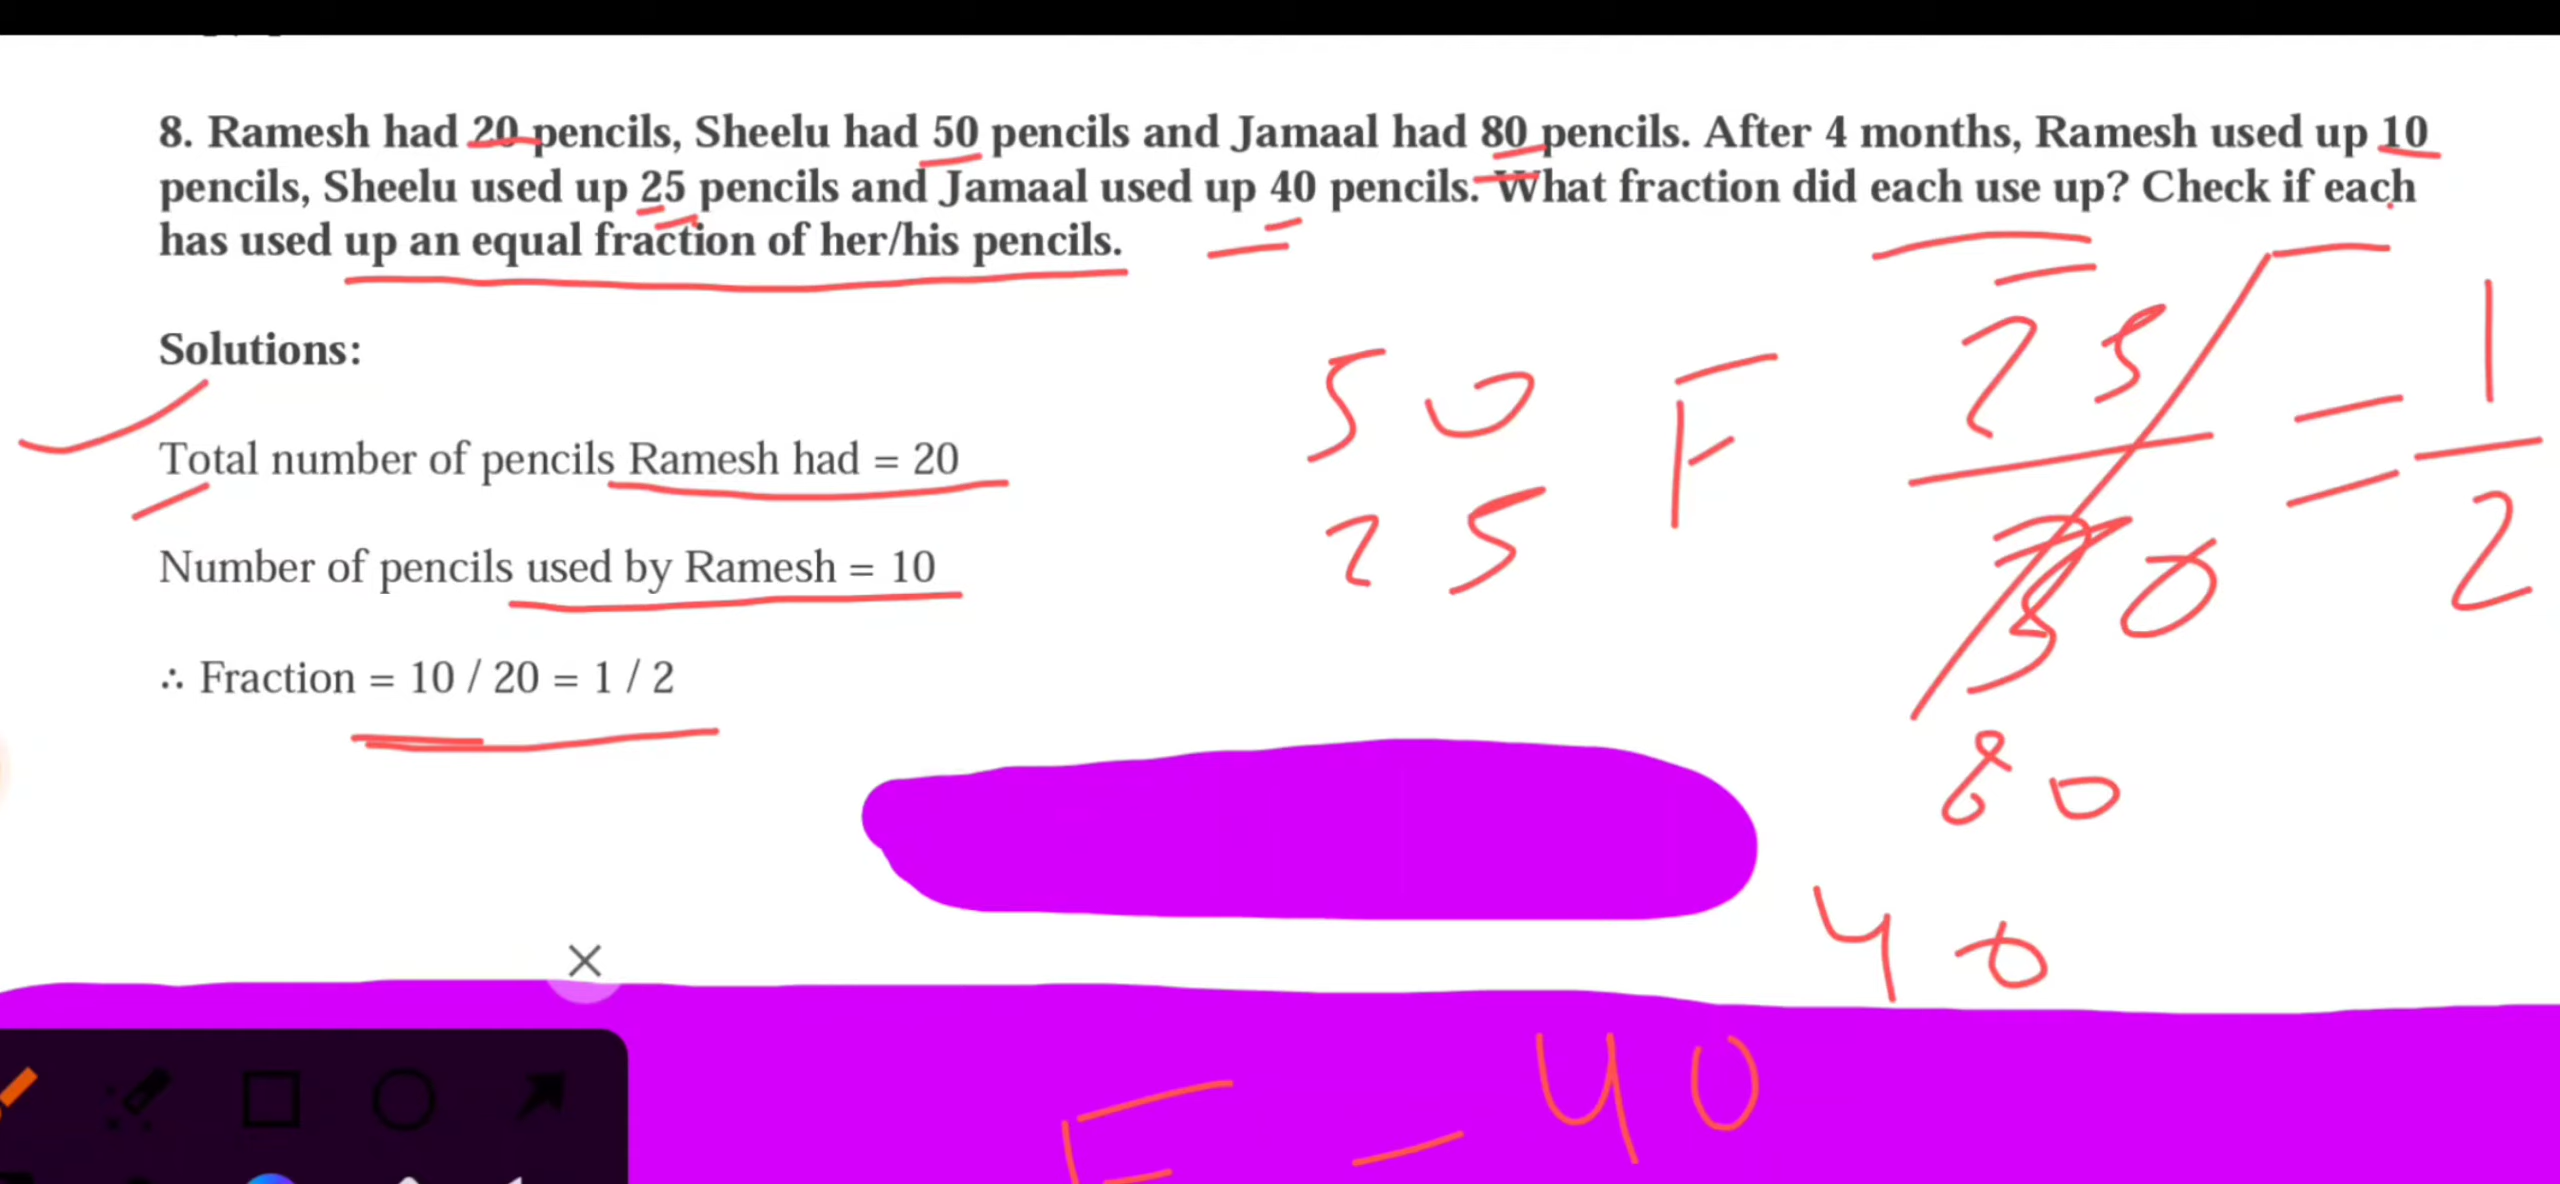 8. Ramesh had 20 pencils, Sheelu had 50 pencils and Jamaal had 80 pencils. After 4 months, Ramesh used up 10
pencils, Sheelu used up 25 pencils and Jamaal used up 40 pencils. What fraction did each use up? Check if each
has used up an equal fraction of her/his pencils.
Solutions:
Total number of pencils Ramesh had = 20
Number of pencils used by Ramesh = 10
∴ Fraction = 10 / 20 = 1 / 2
50
25
F
25
50
= 1
2
80
40
F - 40